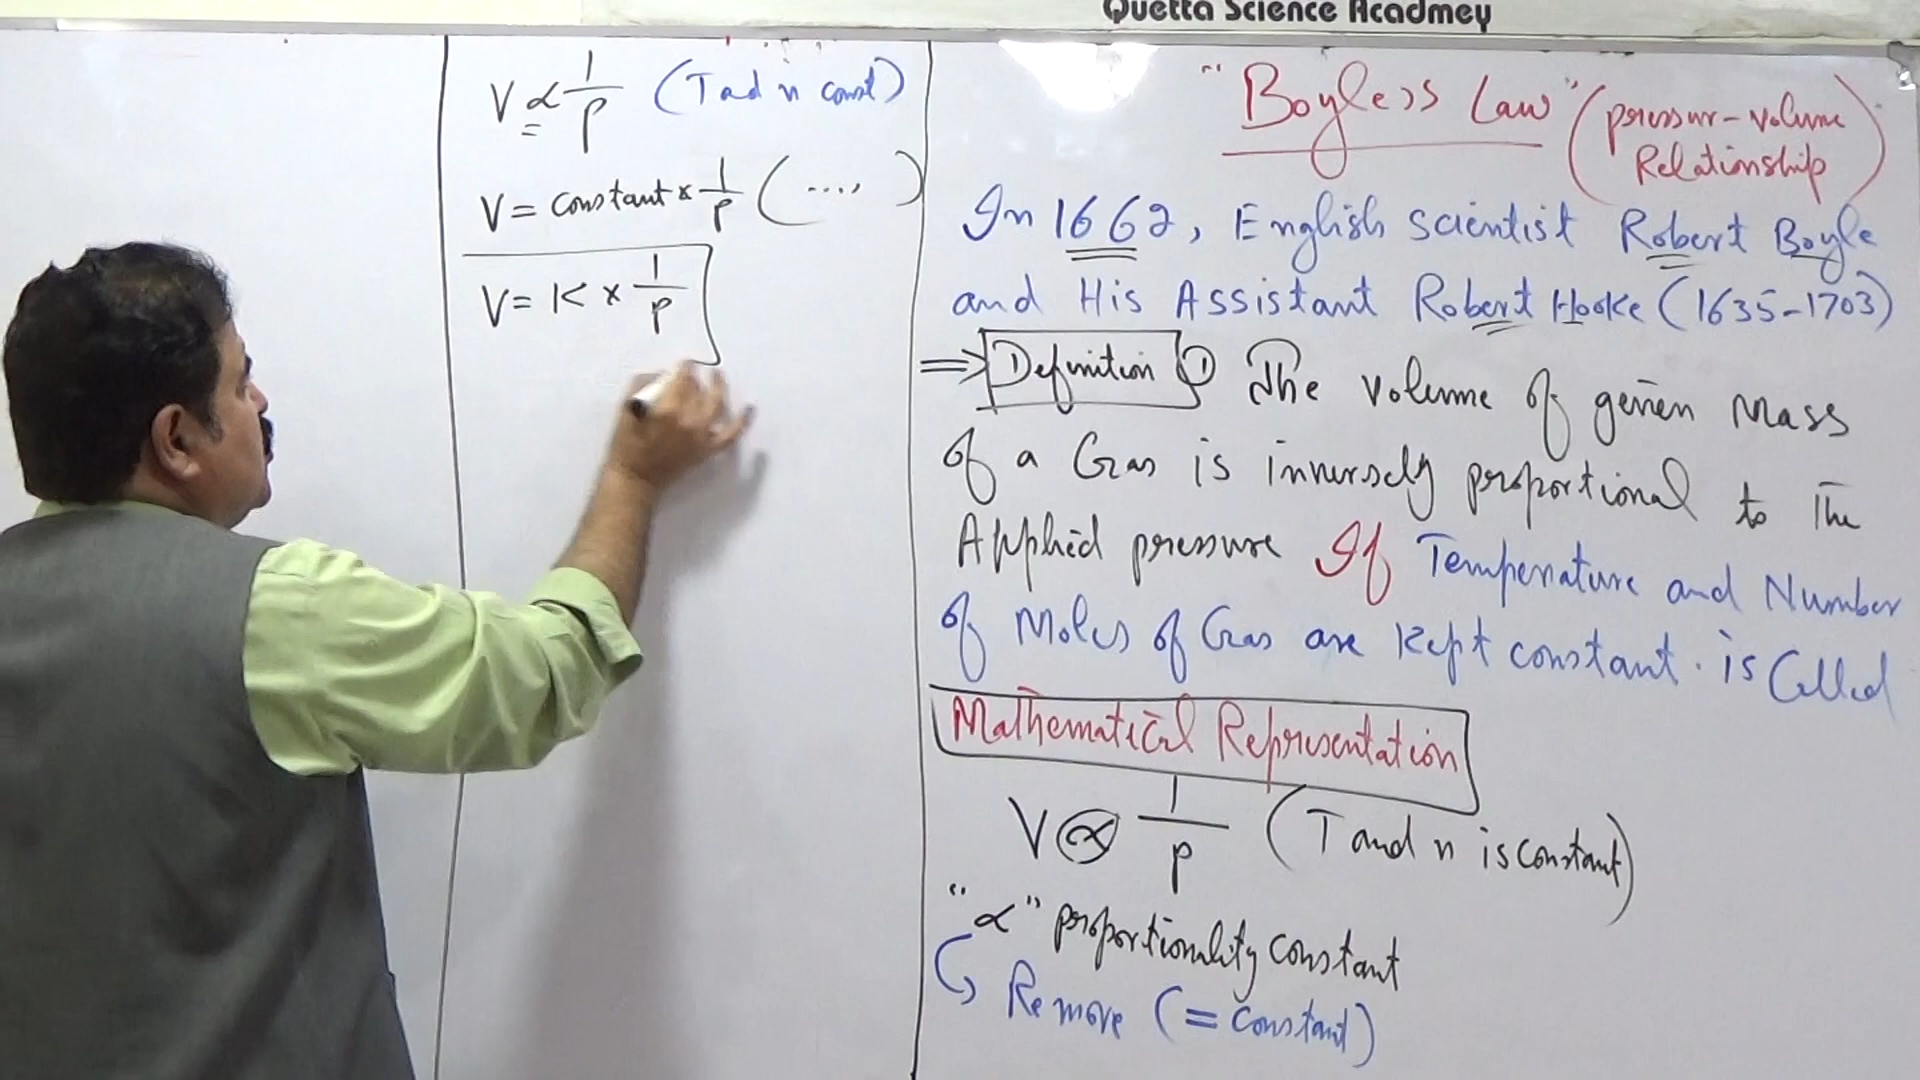 Quetta Science Acadmey
V ∝ 1/P (T ad n const)
V = constant × 1/P (....,)
V = K × 1/P
"Boyle's Law" (pressur-volume Relationship)
In 1662, English Scientist Robert Boyle
and His Assistant Robert Hooke (1635-1703)
⇒ Definition ① The volume of given Mass
of a Gas is inversely proportional to The
Applied pressure If Temperature and Number
of Moles of Gas are Kept constant. is Called
Mathematical Representation
V ∝ 1/P (T and n is constant)
"∝" proportionality constant
Remove (= constant)